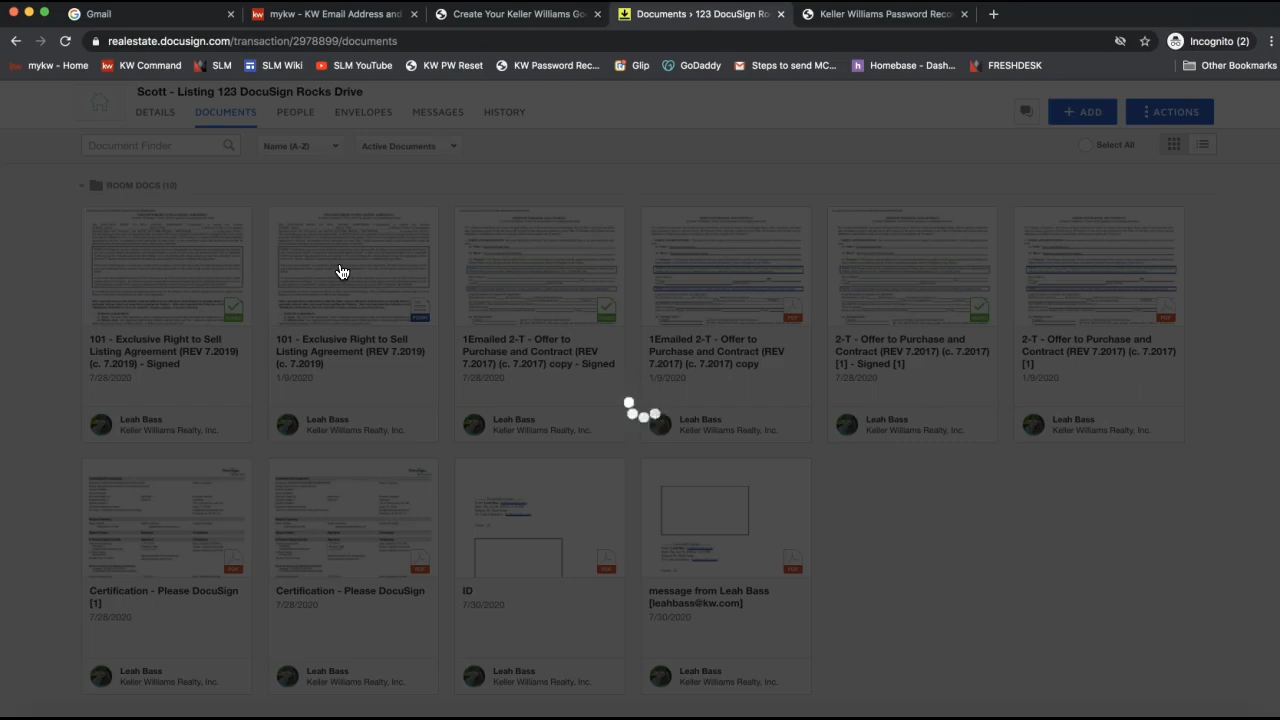 Gmail
mykw - KW Email Address and
Create Your Keller Williams Go
Documents › 123 DocuSign Ro
Keller Williams Password Reco
realestate.docusign.com/transaction/2978899/documents
Incognito (2)
mykw - Home
KW Command
SLM
SLM Wiki
SLM YouTube
KW PW Reset
KW Password Rec...
Glip
GoDaddy
Steps to send MC...
Homebase - Dash...
FRESHDESK
Other Bookmarks
Scott - Listing 123 DocuSign Rocks Drive
DETAILS
DOCUMENTS
PEOPLE
ENVELOPES
MESSAGES
HISTORY
+ ADD
ACTIONS
Document Finder
Name (A-Z)
Active Documents
Select All
ROOM DOCS (10)
101 - Exclusive Right to Sell
Listing Agreement (REV 7.2019)
(c. 7.2019) - Signed
7/28/2020
Leah Bass
Keller Williams Realty, Inc.
FORM
101 - Exclusive Right to Sell
Listing Agreement (REV 7.2019)
(c. 7.2019)
1/9/2020
Leah Bass
Keller Williams Realty, Inc.
1Emailed 2-T - Offer to
Purchase and Contract (REV
7.2017) (c. 7.2017) copy - Signed
7/28/2020
Leah Bass
Keller Williams Realty, Inc.
PDF
1Emailed 2-T - Offer to
Purchase and Contract (REV
7.2017) (c. 7.2017) copy
1/9/2020
Leah Bass
Keller Williams Realty, Inc.
2-T - Offer to Purchase and
Contract (REV 7.2017) (c. 7.2017)
[1] - Signed [1]
7/28/2020
Leah Bass
Keller Williams Realty, Inc.
PDF
2-T - Offer to Purchase and
Contract (REV 7.2017) (c. 7.2017)
[1]
1/9/2020
Leah Bass
Keller Williams Realty, Inc.
PDF
Certification - Please DocuSign
[1]
7/28/2020
Leah Bass
Keller Williams Realty, Inc.
PDF
Certification - Please DocuSign
7/28/2020
Leah Bass
Keller Williams Realty, Inc.
PDF
ID
7/30/2020
Leah Bass
Keller Williams Realty, Inc.
PDF
message from Leah Bass
[leahbass@kw.com]
7/30/2020
Leah Bass
Keller Williams Realty, Inc.